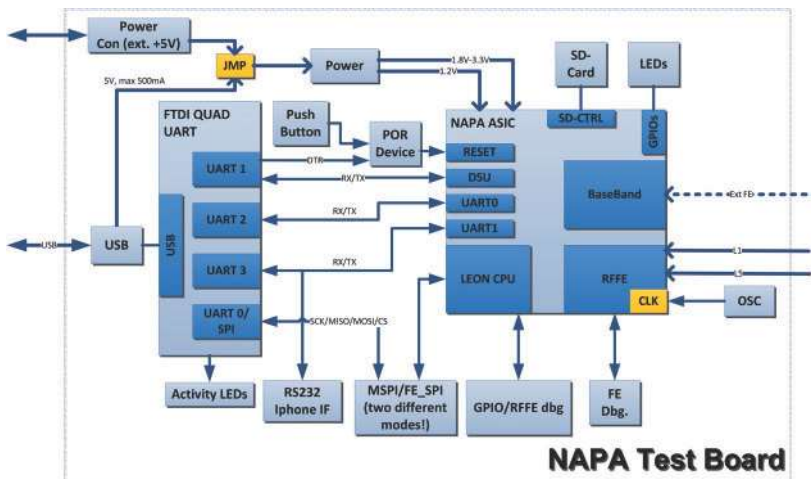 Power
Con (ext. +5V)
JMP
Power
1.8V-3.3V
1.2V
SD-
Card
LEDs
5V, max 500mA
FTDI QUAD
UART
Push
Button
POR
Device
NAPA ASIC
SD-CTRL
GPIOs
UART 1
DTR
RESET
RX/TX
DSU
BaseBand
Ext FE
UART 2
RX/TX
UART0
UART1
USB
USB
USB
UART 3
RX/TX
LEON CPU
RFFE
L1
L5
CLK
OSC
UART 0/
SPI
SCK/MISO/MOSI/CS
Activity LEDs
RS232
Iphone IF
MSPI/FE_SPI
(two different
modes!)
GPIO/RFFE dbg
FE
Dbg.
NAPA Test Board